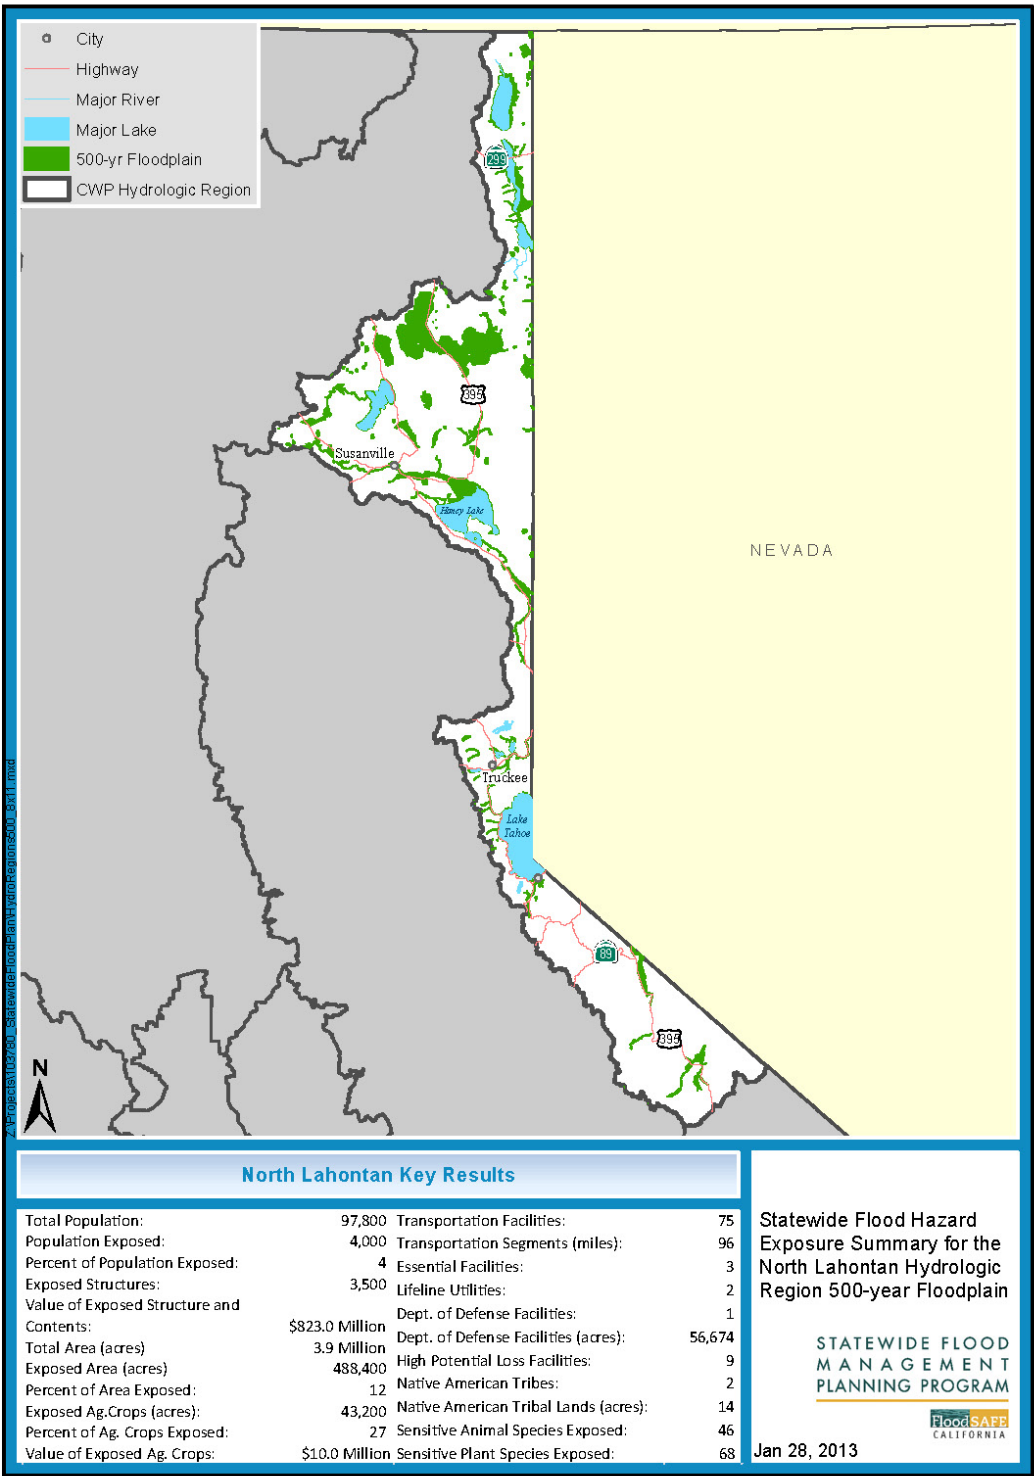 City
Highway
Major River
Major Lake
500-yr Floodplain
CWP Hydrologic Region
299
395
Susanville
Honey Lake
NEVADA
Truckee
Lake
Tahoe
89
395
N
North Lahontan Key Results
Total Population: 97,800
Population Exposed: 4,000
Percent of Population Exposed: 4
Exposed Structures: 3,500
Value of Exposed Structure and
Contents: $823.0 Million
Total Area (acres) 3.9 Million
Exposed Area (acres) 488,400
Percent of Area Exposed: 12
Exposed Ag.Crops (acres): 43,200
Percent of Ag. Crops Exposed: 27
Value of Exposed Ag. Crops: $10.0 Million
Transportation Facilities: 75
Transportation Segments (miles): 96
Essential Facilities: 3
Lifeline Utilities: 2
Dept. of Defense Facilities: 1
Dept. of Defense Facilities (acres): 56,674
High Potential Loss Facilities: 9
Native American Tribes: 2
Native American Tribal Lands (acres): 14
Sensitive Animal Species Exposed: 46
Sensitive Plant Species Exposed: 68
Statewide Flood Hazard
Exposure Summary for the
North Lahontan Hydrologic
Region 500-year Floodplain
STATEWIDE FLOOD
MANAGEMENT
PLANNING PROGRAM
FloodSAFE
CALIFORNIA
Jan 28, 2013